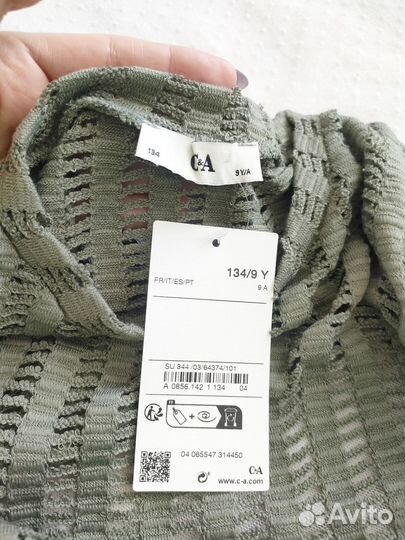 134 C&A 9 Y/A
134/9 Y
FR/IT/ES/PT 9 A
SU 344 /03/64374/101
A 0856.142 1 134 04
FR
+
04 065547 314450
C&A
www.c-a.com
Avito